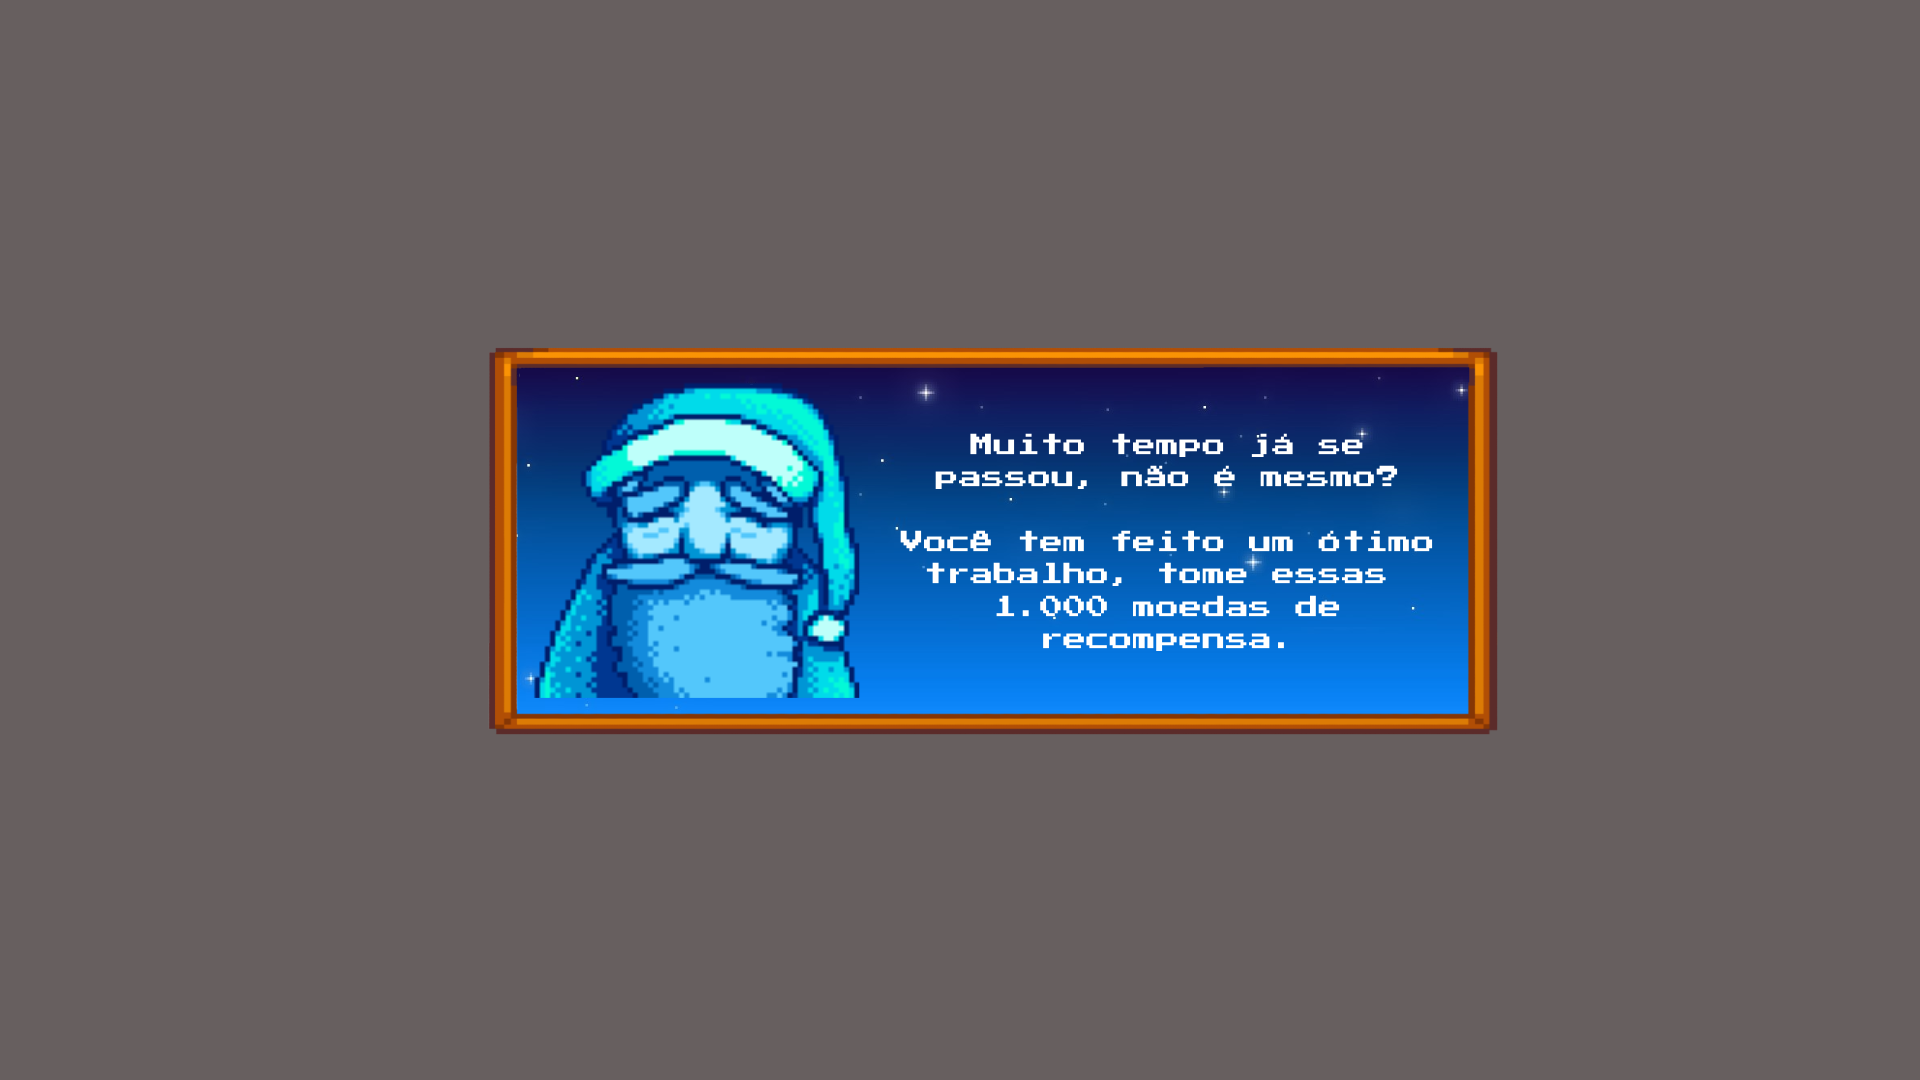 Muito tempo já se
passou, não é mesmo?
Você tem feito um ótimo
trabalho, tome essas
1.000 moedas de
recompensa.